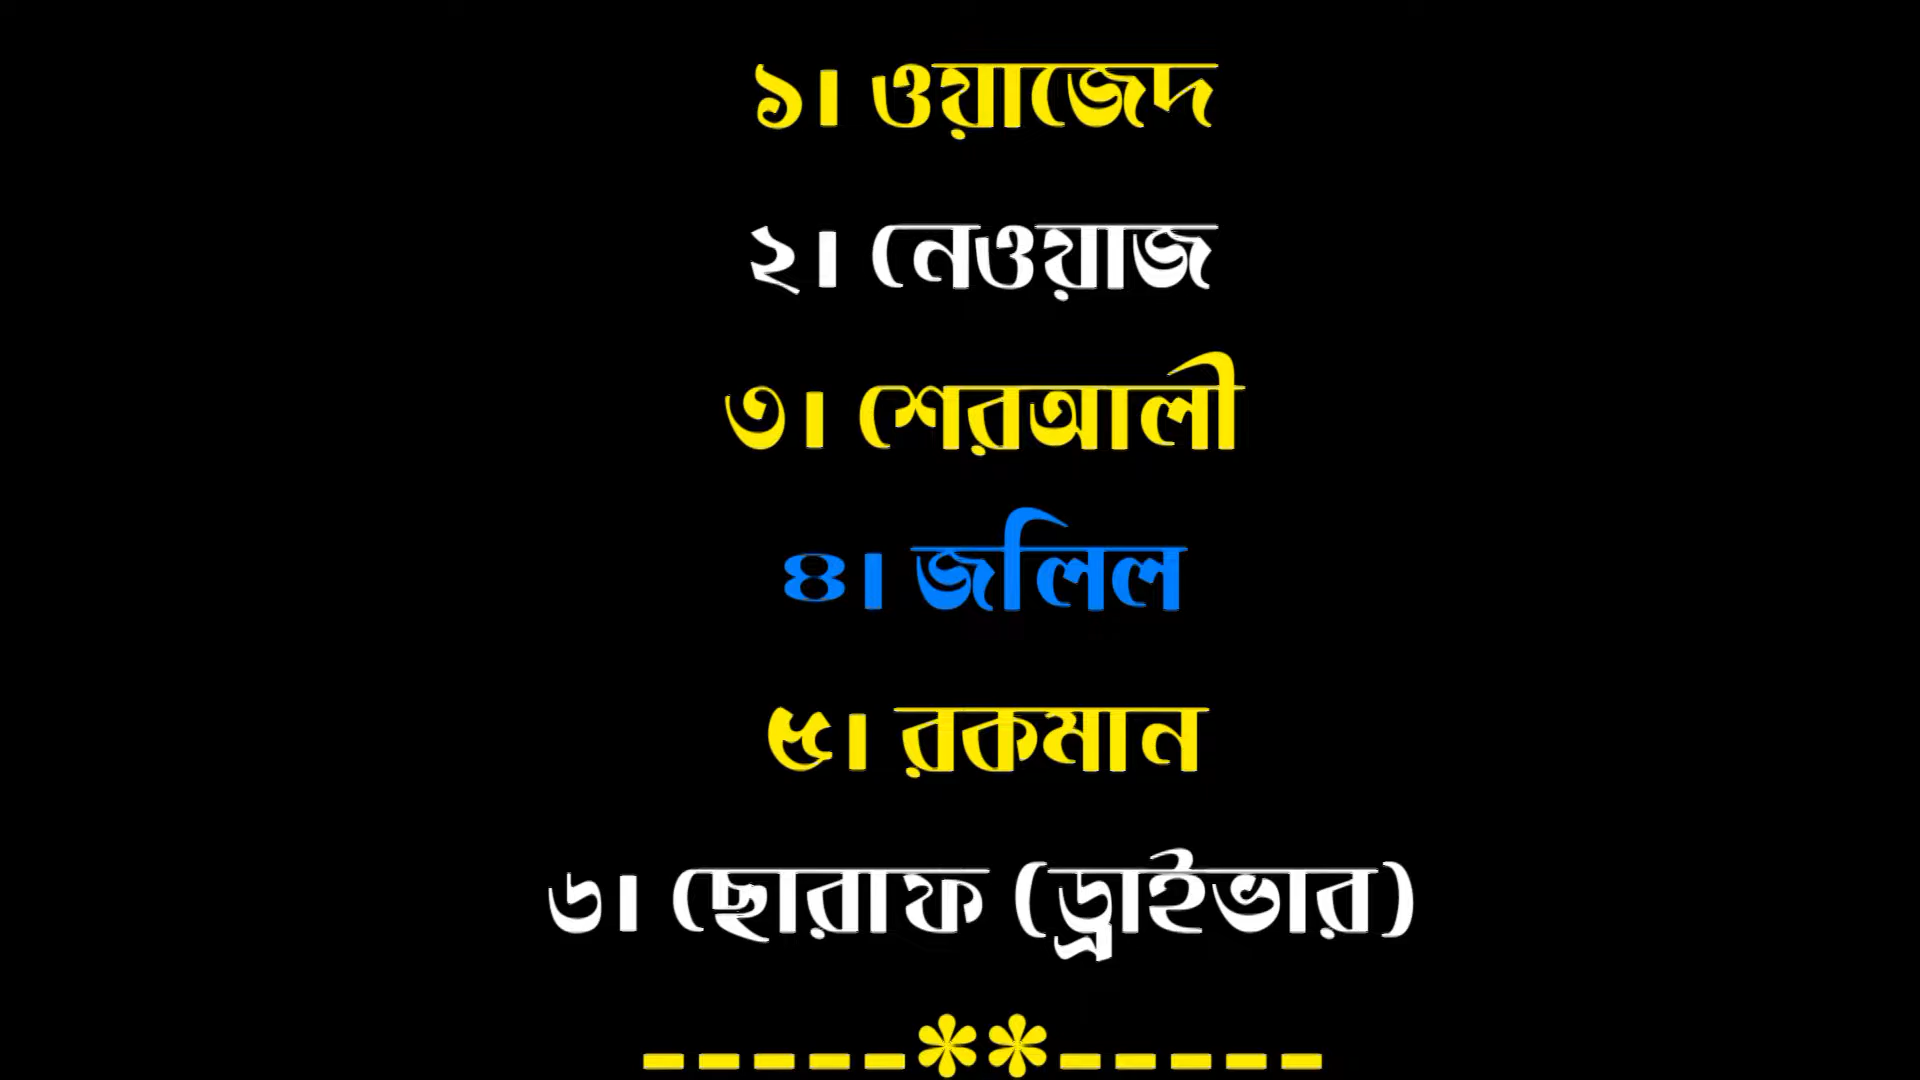 ১। ওয়াজেদ
২। নেওয়াজ
৩। শেরআলী
৪। জলিল
৫। রকমান
৬। ছোরাফ (ড্রাইভার)
-----**-----